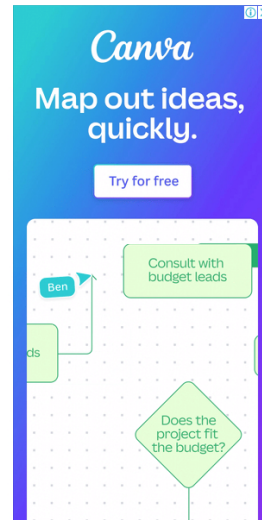 Canva
Map out ideas,
quickly.
Try for free
Consult with
budget leads
Ben
ds
Does the
project fit
the budget?